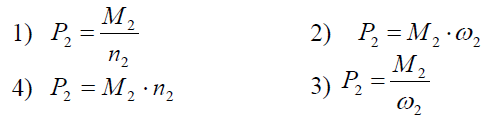 1) P₂ = M₂ / n₂ 2) P₂ = M₂ · ω₂
4) P₂ = M₂ · n₂ 3) P₂ = M₂ / ω₂